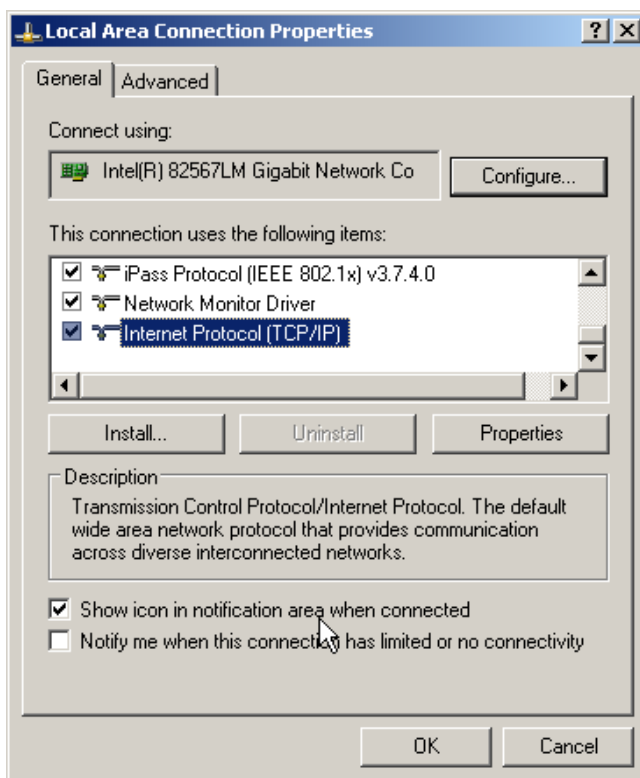 Local Area Connection Properties
General
Advanced
Connect using:
Intel(R) 82567LM Gigabit Network Co
Configure...
This connection uses the following items:
iPass Protocol (IEEE 802.1x) v3.7.4.0
Network Monitor Driver
Internet Protocol (TCP/IP)
Install...
Uninstall
Properties
Description
Transmission Control Protocol/Internet Protocol. The default
wide area network protocol that provides communication
across diverse interconnected networks.
Show icon in notification area when connected
Notify me when this connection has limited or no connectivity
OK
Cancel